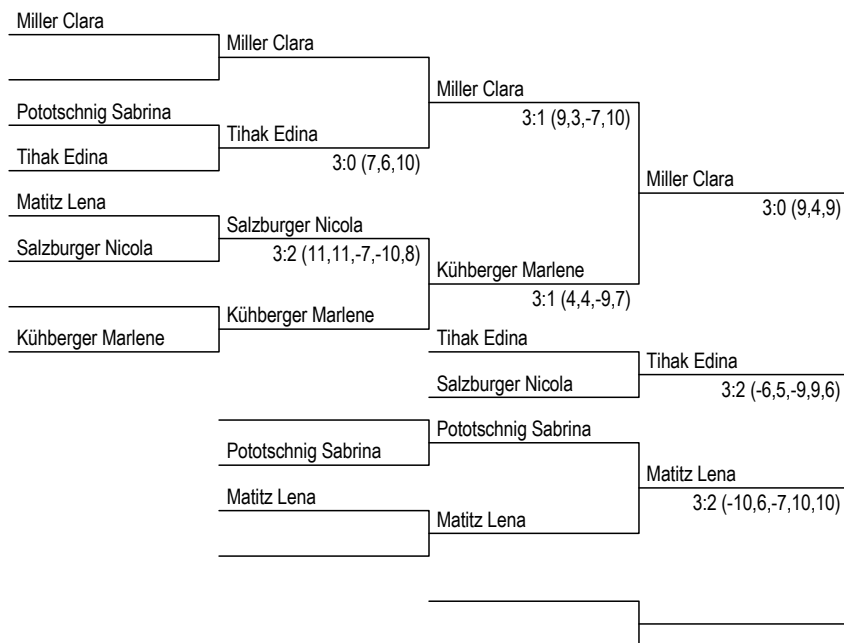 Miller Clara
Miller Clara
Miller Clara
3:1 (9,3,-7,10)
Pototschnig Sabrina
Tihak Edina
3:0 (7,6,10)
Tihak Edina
Miller Clara
3:0 (9,4,9)
Matitz Lena
Salzburger Nicola
3:2 (11,11,-7,-10,8)
Salzburger Nicola
Kühberger Marlene
3:1 (4,4,-9,7)
Kühberger Marlene
Kühberger Marlene
Tihak Edina
Tihak Edina
3:2 (-6,5,-9,9,6)
Salzburger Nicola
Pototschnig Sabrina
Pototschnig Sabrina
Matitz Lena
3:2 (-10,6,-7,10,10)
Matitz Lena
Matitz Lena